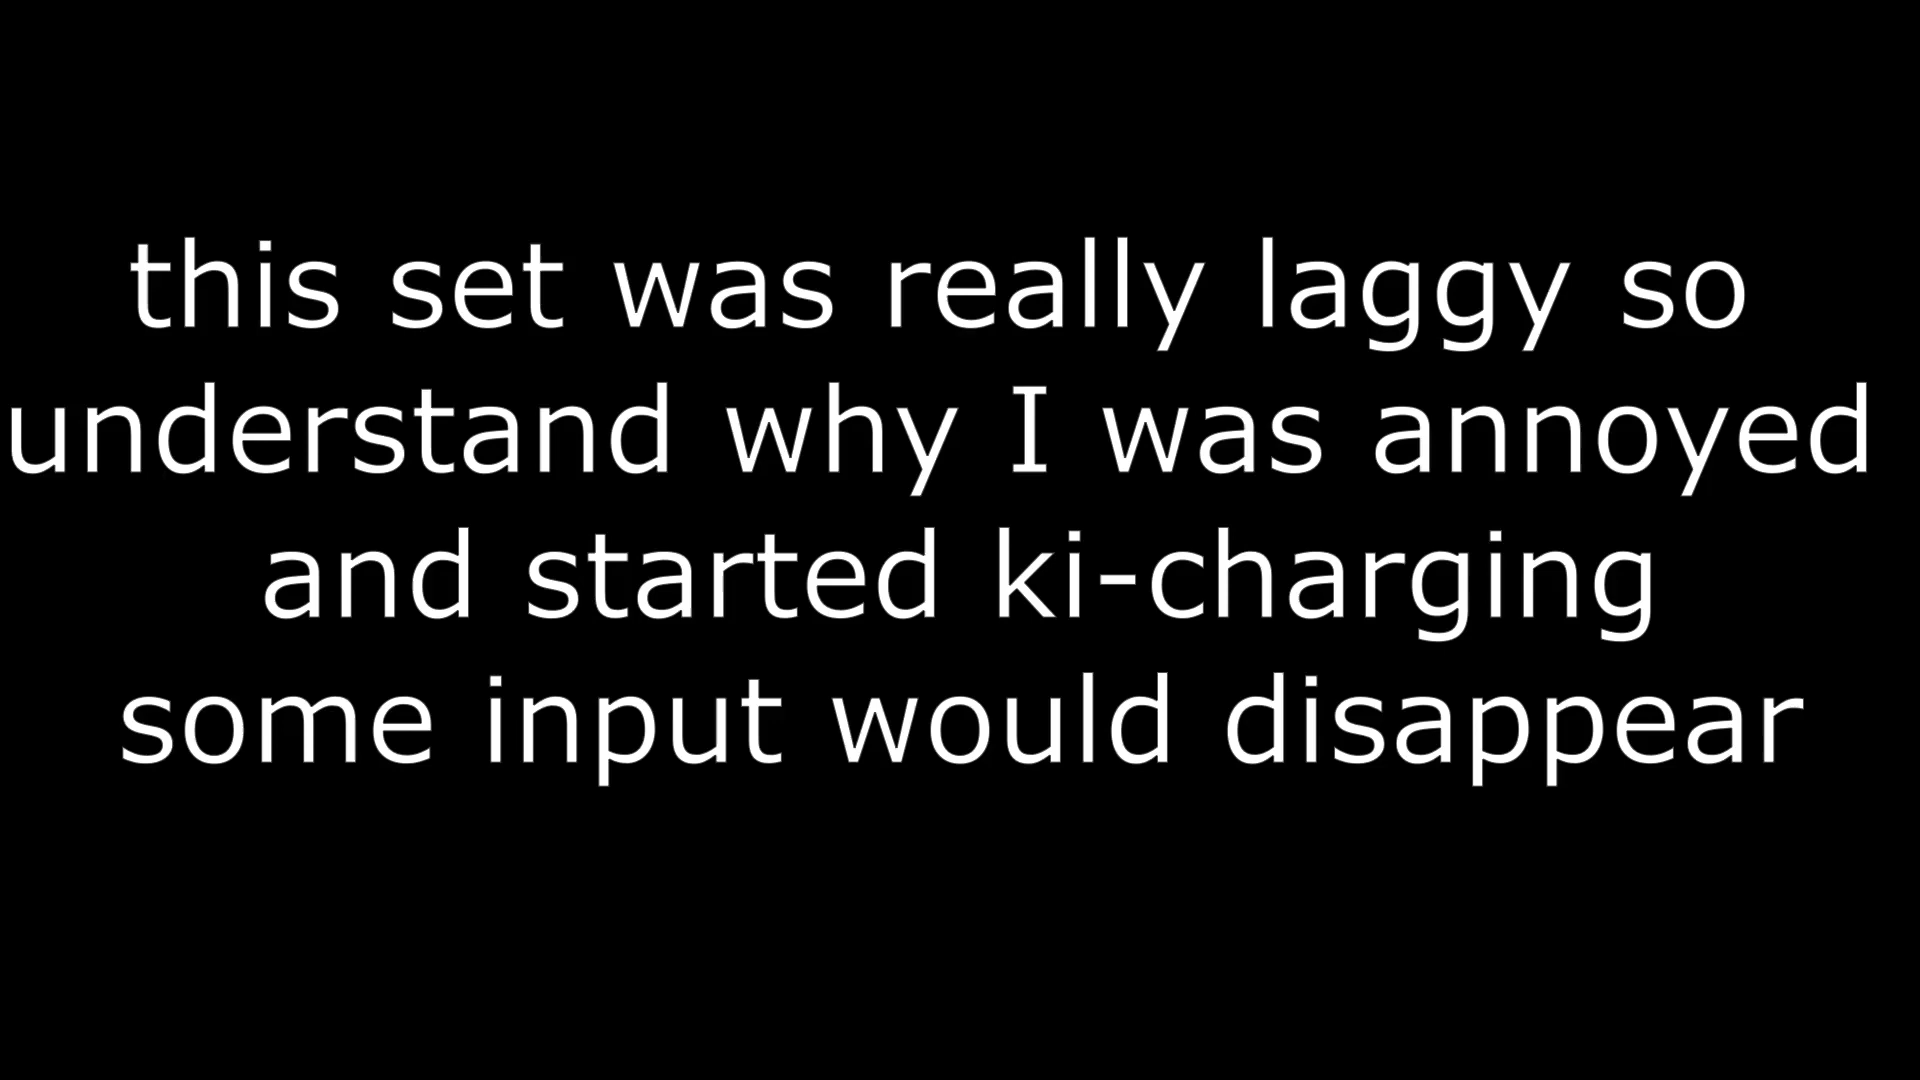 this set was really laggy so
understand why I was annoyed
and started ki-charging
some input would disappear